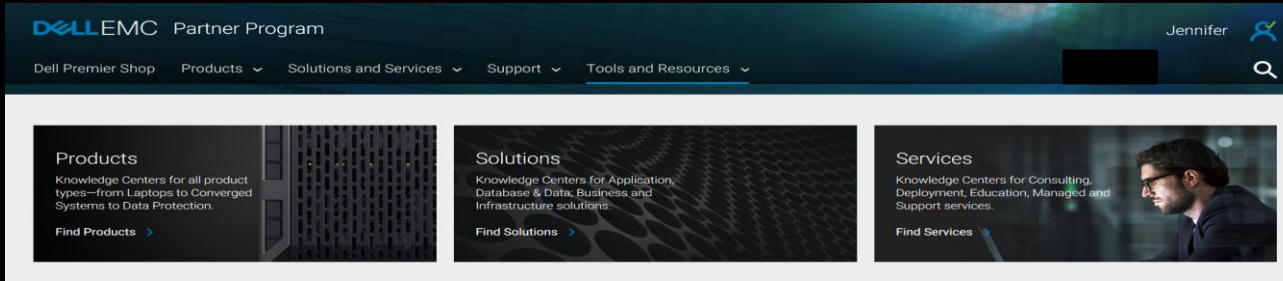 DELLEMC Partner Program
Jennifer
Dell Premier Shop Products Solutions and Services Support Tools and Resources
Products
Knowledge Centers for all product
types—from Laptops to Converged
Systems to Data Protection.
Find Products >
Solutions
Knowledge Centers for Application,
Database & Data, Business and
Infrastructure solutions.
Find Solutions >
Services
Knowledge Centers for Consulting,
Deployment, Education, Managed and
Support services.
Find Services >